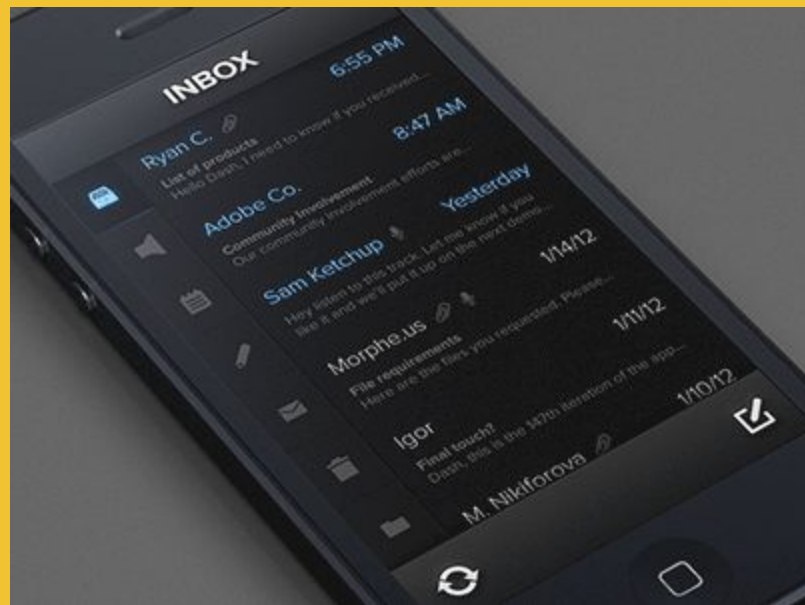 INBOX
Ryan C. 6:55 PM
List of products
Hello Dash, I need to know if you received...
Adobe Co. 8:47 AM
Community Involvement
Our community involvement efforts are...
Sam Ketchup Yesterday
Hey listen to this track. Let me know if you
like it and we'll put it up on the next demo...
Morphe.us 1/14/12
File requirements
Here are the files you requested. Please...
Igor 1/11/12
Final touch?
Dash, this is the 147th iteration of the app...
M. Nikiforova 1/10/12